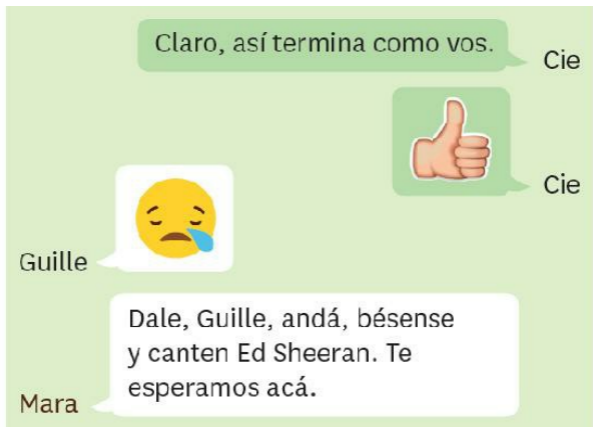 Claro, así termina como vos.
Cie
Cie
Guille
Dale, Guille, andá, bésense
y canten Ed Sheeran. Te
esperamos acá.
Mara